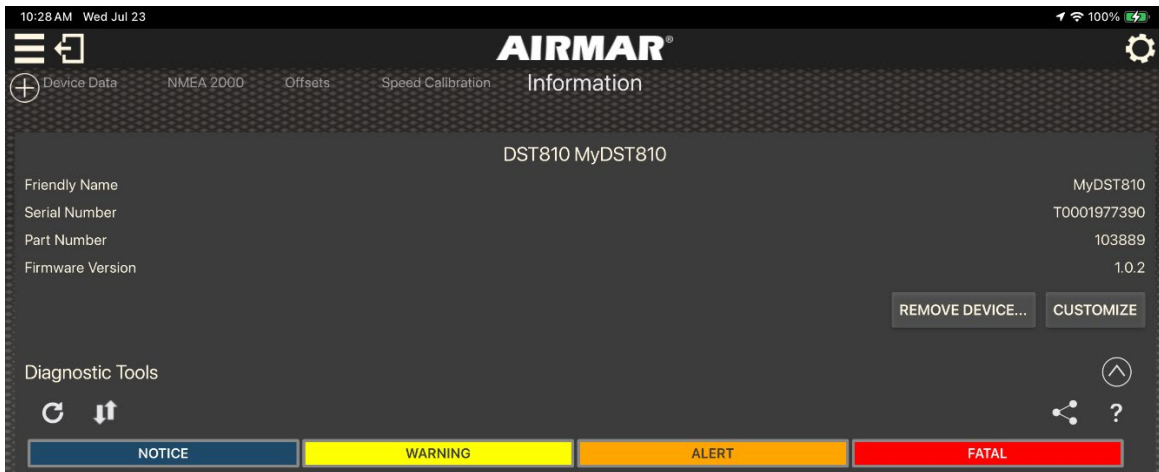 10:28 AM Wed Jul 23 100%
AIRMAR®
Device Data NMEA 2000 Offsets Speed Calibration Information
DST810 MyDST810
Friendly Name MyDST810
Serial Number T0001977390
Part Number 103889
Firmware Version 1.0.2
REMOVE DEVICE... CUSTOMIZE
Diagnostic Tools
?
NOTICE WARNING ALERT FATAL